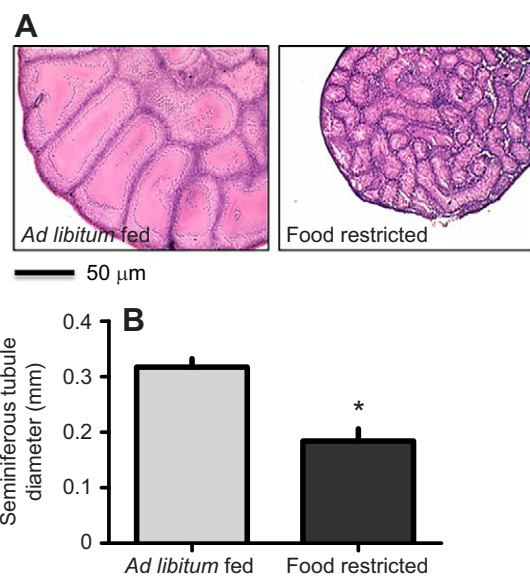 A
Ad libitum fed
Food restricted
50 μm
B
Seminiferous tubule
diameter (mm)
0.4
0.3
0.2
0.1
0
*
Ad libitum fed
Food restricted